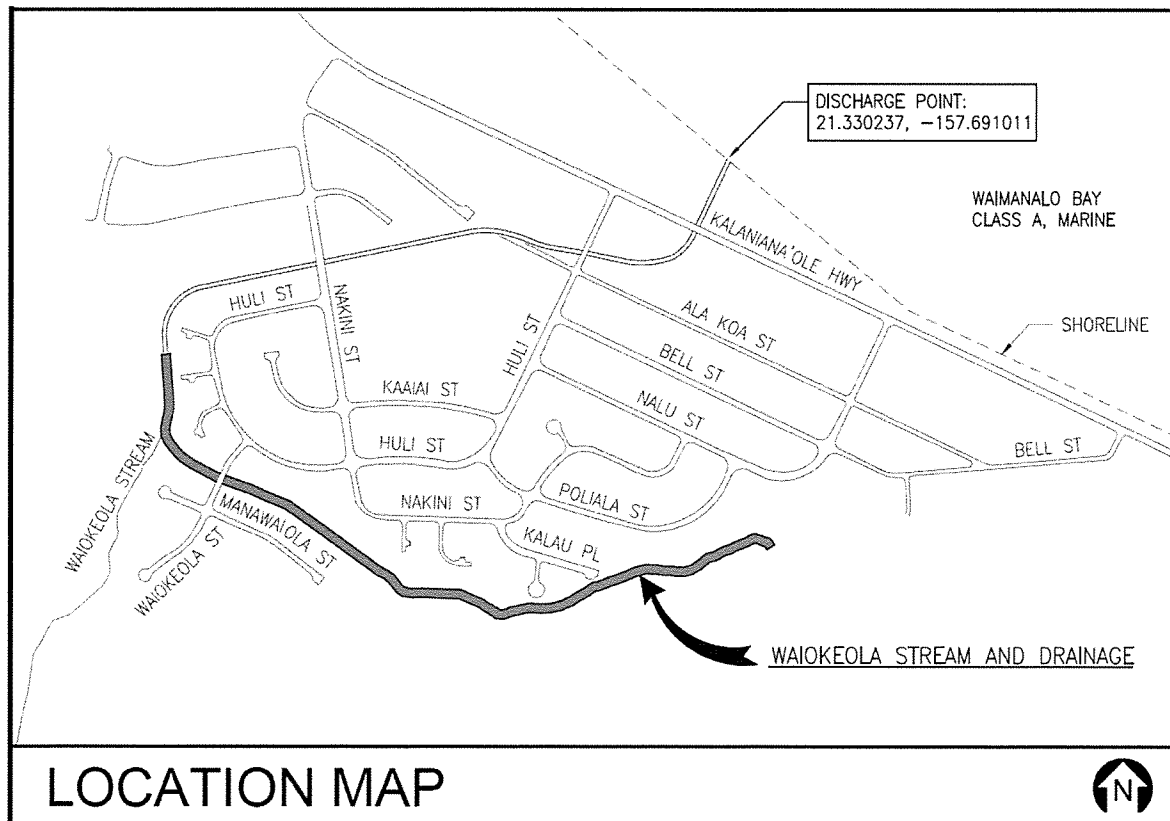 DISCHARGE POINT:
21.330237, -157.691011
WAIMANALO BAY
CLASS A, MARINE
KALANIANA'OLE HWY
SHORELINE
HULI ST
NAKINI ST
HULI ST
ALA KOA ST
BELL ST
NALU ST
KAAIAI ST
HULI ST
BELL ST
NAKINI ST
POLIALA ST
KALAU PL
WAIOKEOLA STREAM
MANAWAIOLA ST
WAIOKEOLA ST
WAIOKEOLA STREAM AND DRAINAGE
LOCATION MAP
N